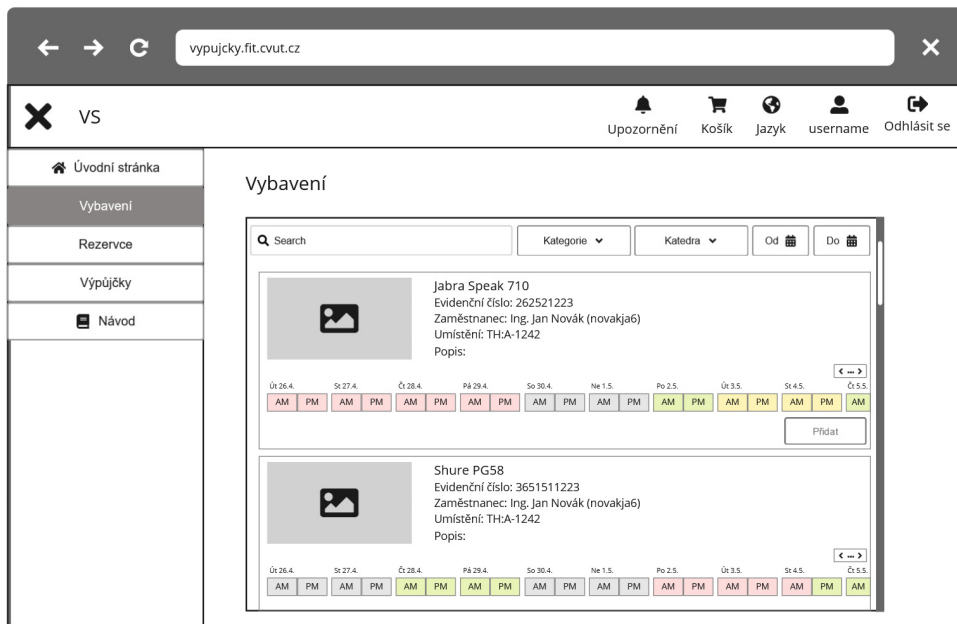 vypujcky.fit.cvut.cz
VS
Upozornění Košík Jazyk username Odhlásit se
Úvodní stránka
Vybavení
Rezervce
Výpůjčky
Návod
Vybavení
Search Kategorie Katedra Od Do
Jabra Speak 710
Evidenční číslo: 262521223
Zaměstnanec: Ing. Jan Novák (novakja6)
Umístění: TH:A-1242
Popis:
Út 26.4. St 27.4. Čt 28.4. Pá 29.4. So 30.4. Ne 1.5. Po 2.5. Út 3.5. St 4.5. Čt 5.5.
AM PM AM PM AM PM AM PM AM PM AM PM AM PM AM PM AM PM AM
Přidat
Shure PG58
Evidenční číslo: 3651511223
Zaměstnanec: Ing. Jan Novák (novakja6)
Umístění: TH:A-1242
Popis:
Út 26.4. St 27.4. Čt 28.4. Pá 29.4. So 30.4. Ne 1.5. Po 2.5. Út 3.5. St 4.5. Čt 5.5.
AM PM AM PM AM PM AM PM AM PM AM PM AM PM AM PM AM PM AM